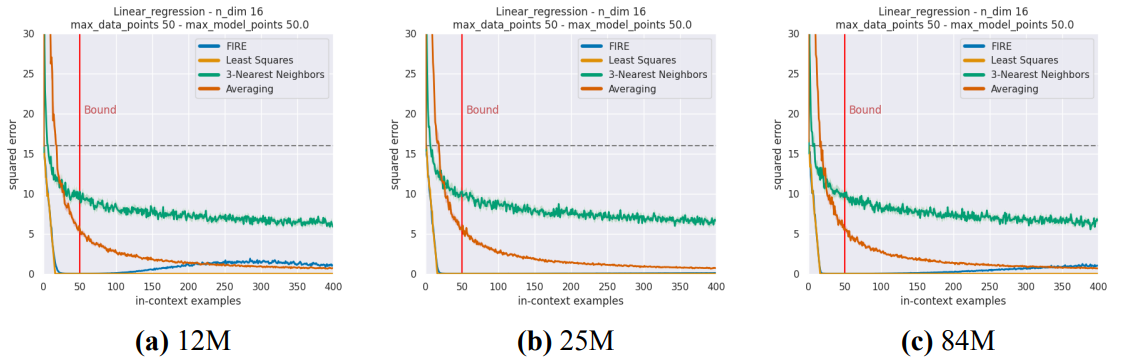 Linear_regression - n_dim 16
max_data_points 50 - max_model_points 50.0
30
25
20
15
10
5
0
squared error
FIRE
Least Squares
3-Nearest Neighbors
Averaging
Bound
0 50 100 150 200 250 300 350 400
in-context examples
(a) 12M
Linear_regression - n_dim 16
max_data_points 50 - max_model_points 50.0
30
25
20
15
10
5
0
squared error
FIRE
Least Squares
3-Nearest Neighbors
Averaging
Bound
0 50 100 150 200 250 300 350 400
in-context examples
(b) 25M
Linear_regression - n_dim 16
max_data_points 50 - max_model_points 50.0
30
25
20
15
10
5
0
squared error
FIRE
Least Squares
3-Nearest Neighbors
Averaging
Bound
0 50 100 150 200 250 300 350 400
in-context examples
(c) 84M